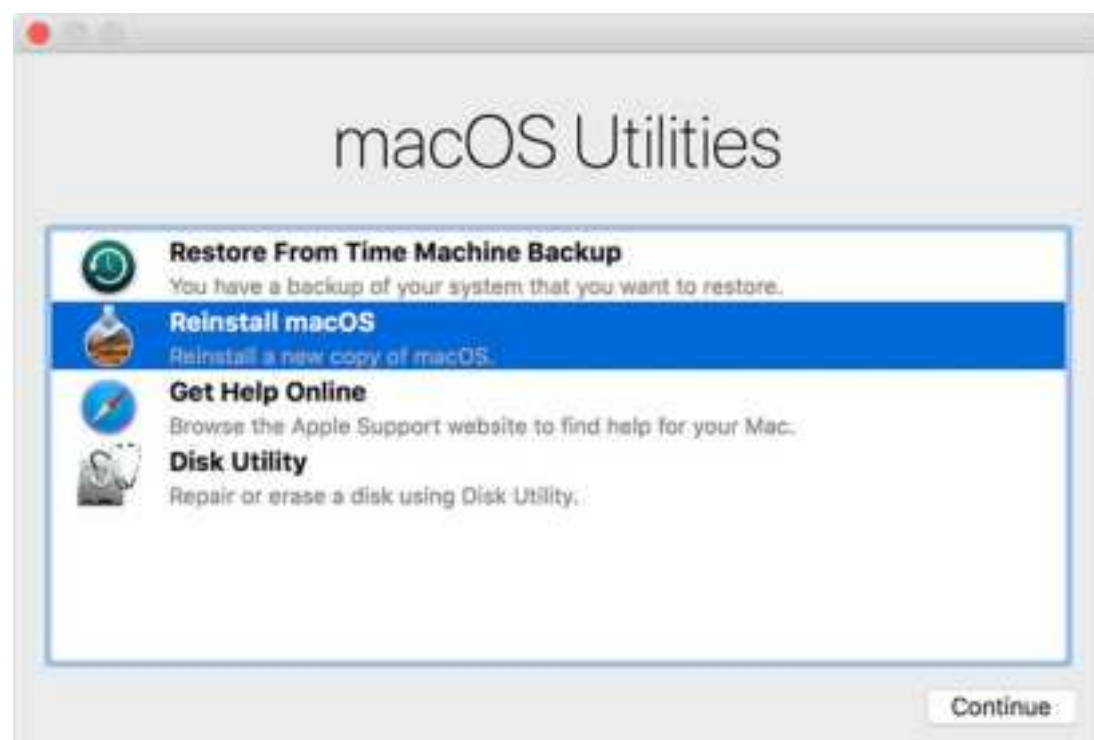 macOS Utilities
Restore From Time Machine Backup
You have a backup of your system that you want to restore.
Reinstall macOS
Reinstall a new copy of macOS.
Get Help Online
Browse the Apple Support website to find help for your Mac.
Disk Utility
Repair or erase a disk using Disk Utility.
Continue